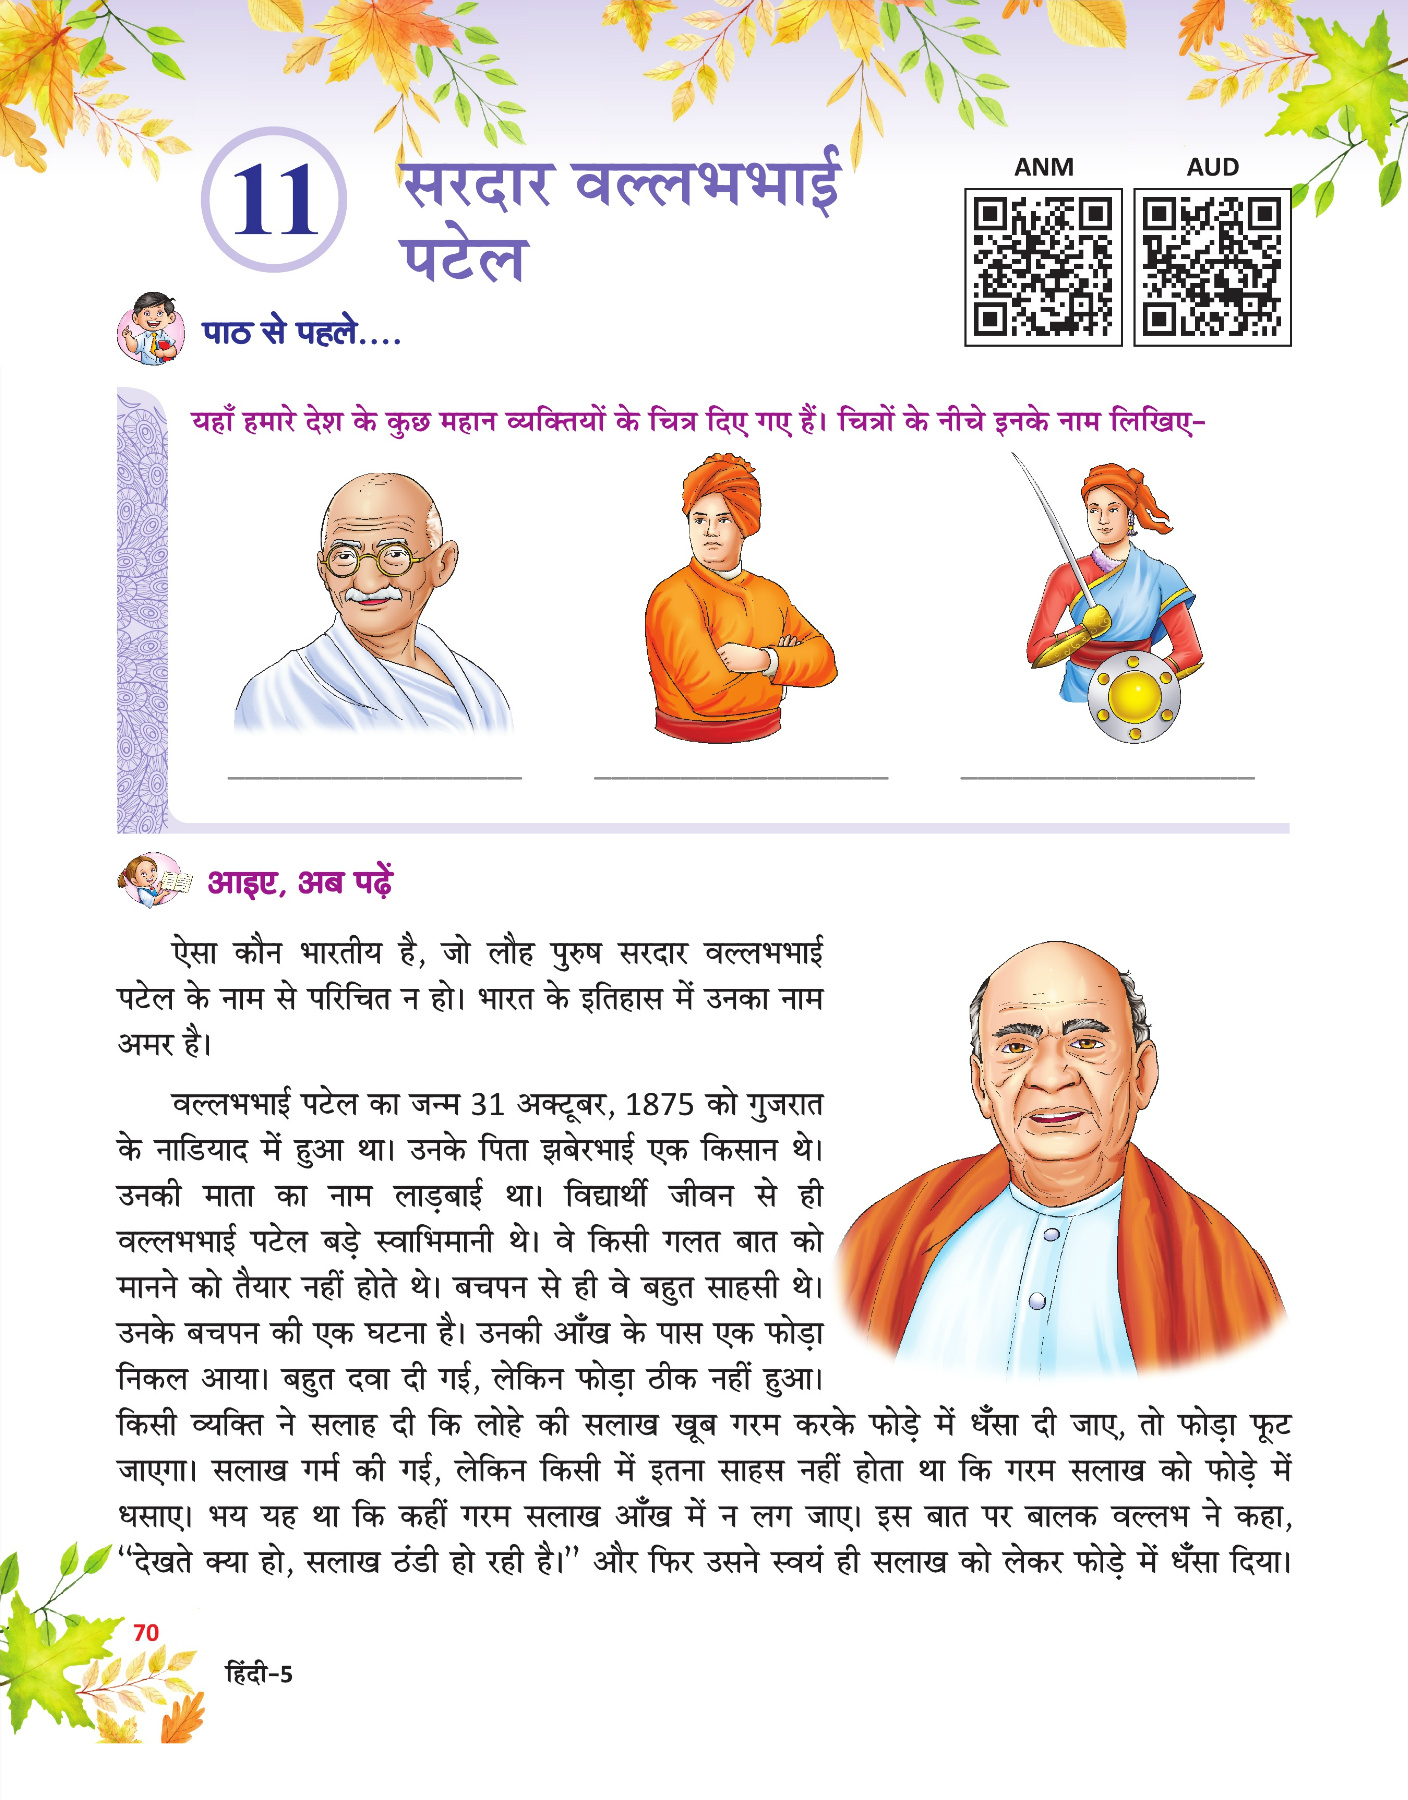 11
सरदार वल्लभभाई
पटेल
ANM
AUD
पाठ से पहले....
यहाँ हमारे देश के कुछ महान व्यक्तियों के चित्र दिए गए हैं। चित्रों के नीचे इनके नाम लिखिए-
आइए, अब पढ़ें
ऐसा कौन भारतीय है, जो लौह पुरुष सरदार वल्लभभाई
पटेल के नाम से परिचित न हो। भारत के इतिहास में उनका नाम
अमर है।
वल्लभभाई पटेल का जन्म 31 अक्टूबर, 1875 को गुजरात
के नाडियाद में हुआ था। उनके पिता झबेरभाई एक किसान थे।
उनकी माता का नाम लाड़बाई था। विद्यार्थी जीवन से ही
वल्लभभाई पटेल बड़े स्वाभिमानी थे। वे किसी गलत बात को
मानने को तैयार नहीं होते थे। बचपन से ही वे बहुत साहसी थे।
उनके बचपन की एक घटना है। उनकी आँख के पास एक फोड़ा
निकल आया। बहुत दवा दी गई, लेकिन फोड़ा ठीक नहीं हुआ।
किसी व्यक्ति ने सलाह दी कि लोहे की सलाख खूब गरम करके फोड़े में धँसा दी जाए, तो फोड़ा फूट
जाएगा। सलाख गर्म की गई, लेकिन किसी में इतना साहस नहीं होता था कि गरम सलाख को फोड़े में
धसाए। भय यह था कि कहीं गरम सलाख आँख में न लग जाए। इस बात पर बालक वल्लभ ने कहा,
“देखते क्या हो, सलाख ठंडी हो रही है।” और फिर उसने स्वयं ही सलाख को लेकर फोड़े में धँसा दिया।
70
हिंदी-5